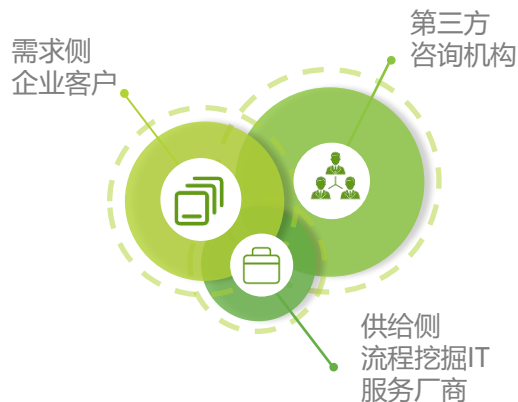 第三方
咨询机构
需求侧
企业客户
供给侧
流程挖掘IT
服务厂商